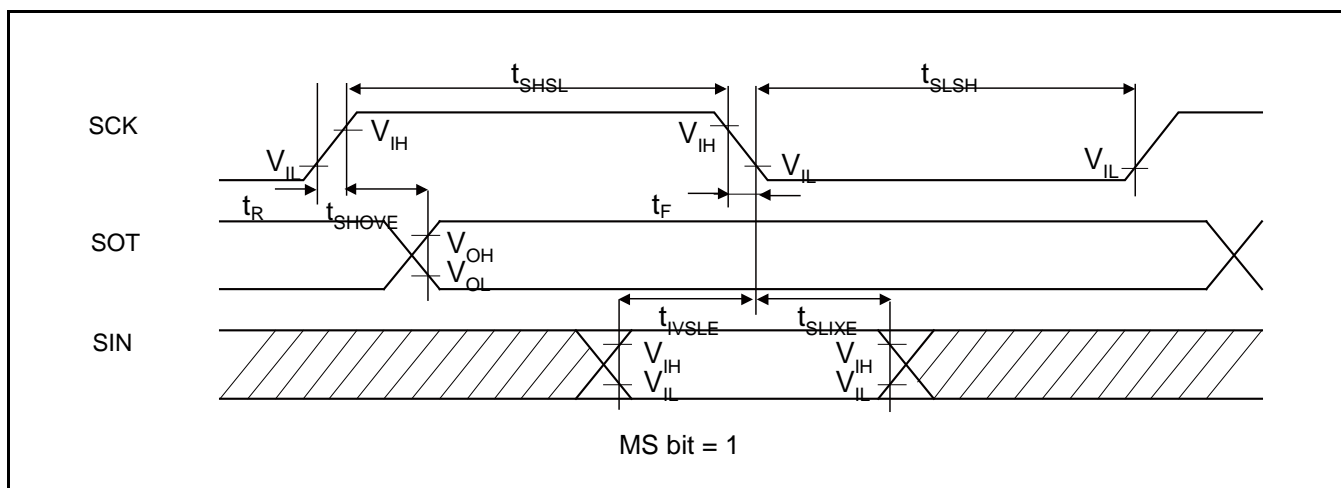 tSHSL
tSLSH
SCK
VIH
VIH
VIL
VIL
VIL
tR
tSHOVE
tF
SOT
VOH
VOL
tIVSLE
tSLIXE
SIN
VIH
VIH
VIL
VIL
MS bit = 1